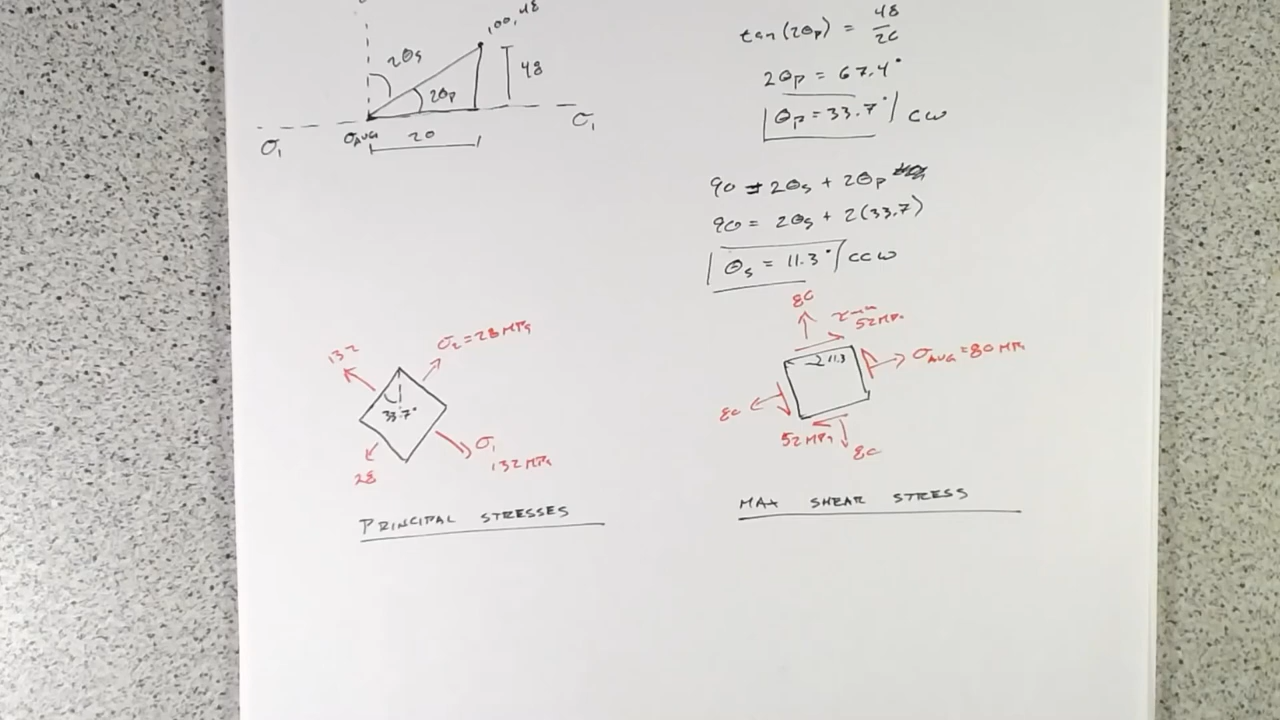 100, 48
2θs
48
2θp
σAVG
σ1
σ1
20
tan(2θp) = 48/20
2θp = 67.4°
θp = 33.7° CW
90 = 2θs + 2θp
90 = 2θs + 2(33.7)
θs = 11.3° CCW
132
σ2 = 28 MPa
33.7°
28
σ1
132 MPa
PRINCIPAL STRESSES
80
52 MPa
11.3
σAVG = 80 MPa
80
52 MPa
80
MAX SHEAR STRESS